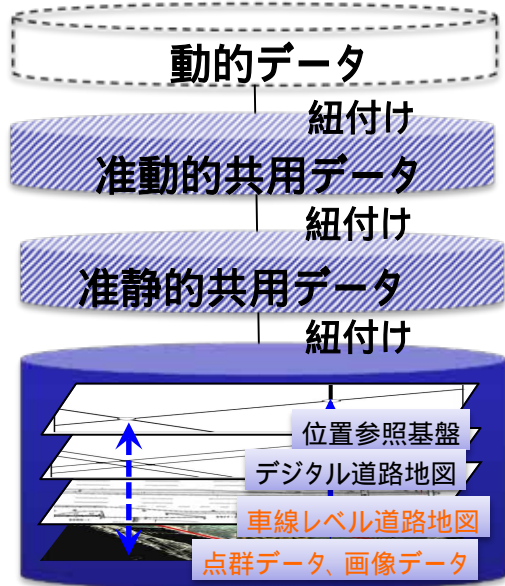 動的データ
紐付け
准動的共用データ
紐付け
准静的共用データ
紐付け
位置参照基盤
デジタル道路地図
車線レベル道路地図
点群データ、画像データ